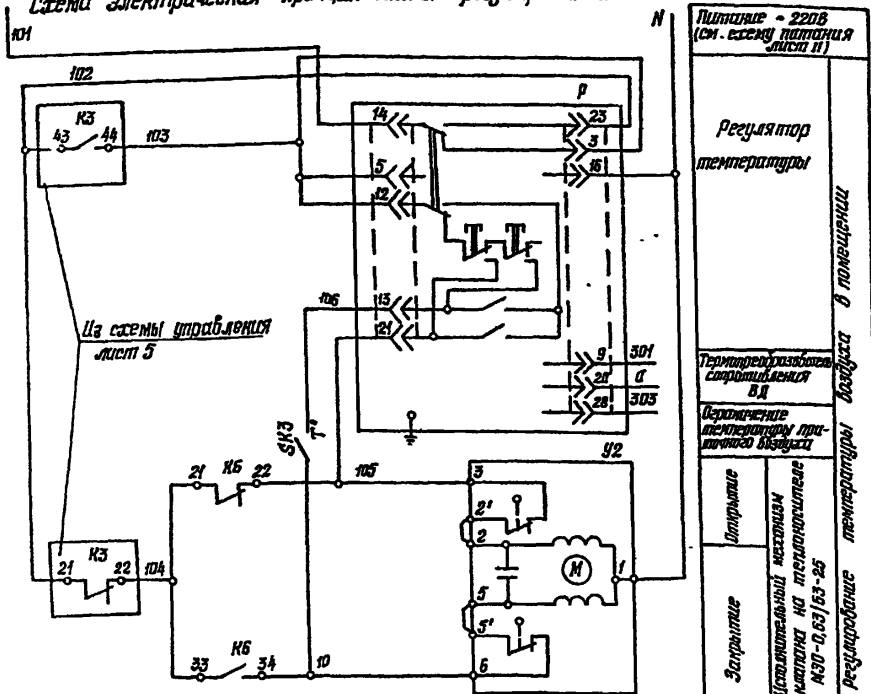 Схема электрическая
101
N
Питание ~220В
(см. схему питания
лист 11)
102
К3
43
44
103
Р
14
23
3
5
16
12
Регулятор
температуры
106
13
21
Из схемы управления
лист 5
9
301
20
а
28
303
Термопреобразователь
сопротивления
ВД
Ограничение
температуры при-
точного воздуха
SK3
T°
У2
21
К6
22
105
3
2'
2
М
1
5
5'
6
К3
21
22
104
33
К6
34
10
Открытие
Закрытие
Исполнительный механизм
клапана на теплоносителе
МЭО-0,63/63-25
Регулирование температуры воздуха в помещении